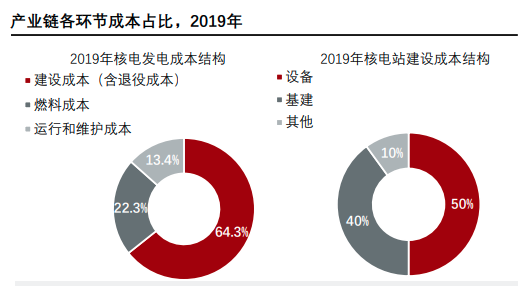 产业链各环节成本占比，2019年
2019年核电发电成本结构
建设成本（含退役成本）
燃料成本
运行和维护成本
13.4%
22.3%
64.3%
2019年核电站建设成本结构
设备
基建
其他
10%
40%
50%